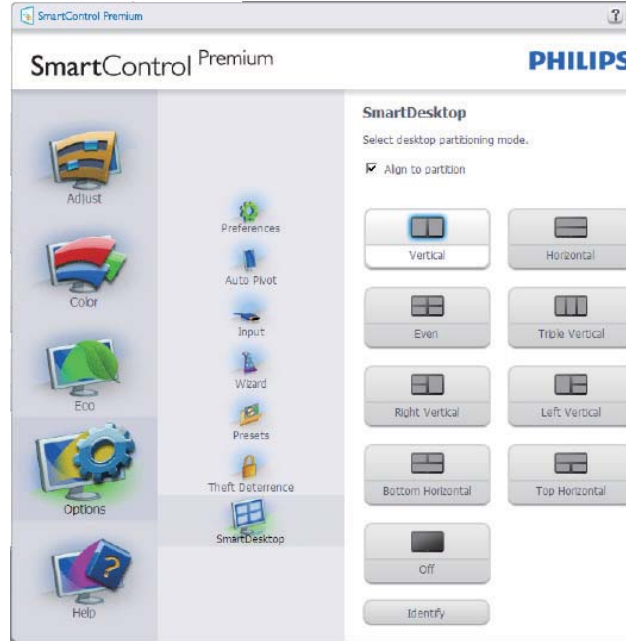 SmartControl Premium
?
SmartControl Premium
PHILIPS
Adjust
Color
Eco
Options
Help
Preferences
Auto Pivot
Input
Wizard
Presets
Theft Deterrence
SmartDesktop
SmartDesktop
Select desktop partitioning mode.
Align to partition
Vertical
Horizontal
Even
Triple Vertical
Right Vertical
Left Vertical
Bottom Horizontal
Top Horizontal
Off
Identify